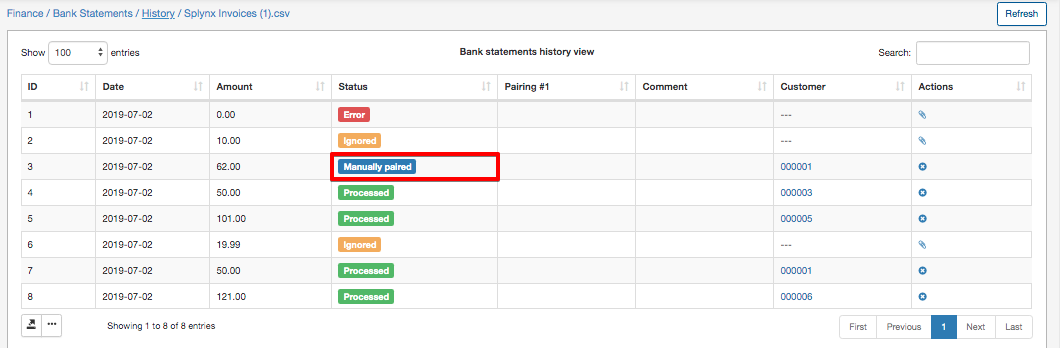 Finance / Bank Statements / History / Splynx Invoices (1).csv
Refresh
Show 100 entries
Bank statements history view
Search:
ID Date Amount Status Pairing #1 Comment Customer Actions
1 2019-07-02 0.00 Error ---
2 2019-07-02 10.00 Ignored ---
3 2019-07-02 62.00 Manually paired 000001
4 2019-07-02 50.00 Processed 000003
5 2019-07-02 101.00 Processed 000005
6 2019-07-02 19.99 Ignored ---
7 2019-07-02 50.00 Processed 000001
8 2019-07-02 121.00 Processed 000006
Showing 1 to 8 of 8 entries
First Previous 1 Next Last